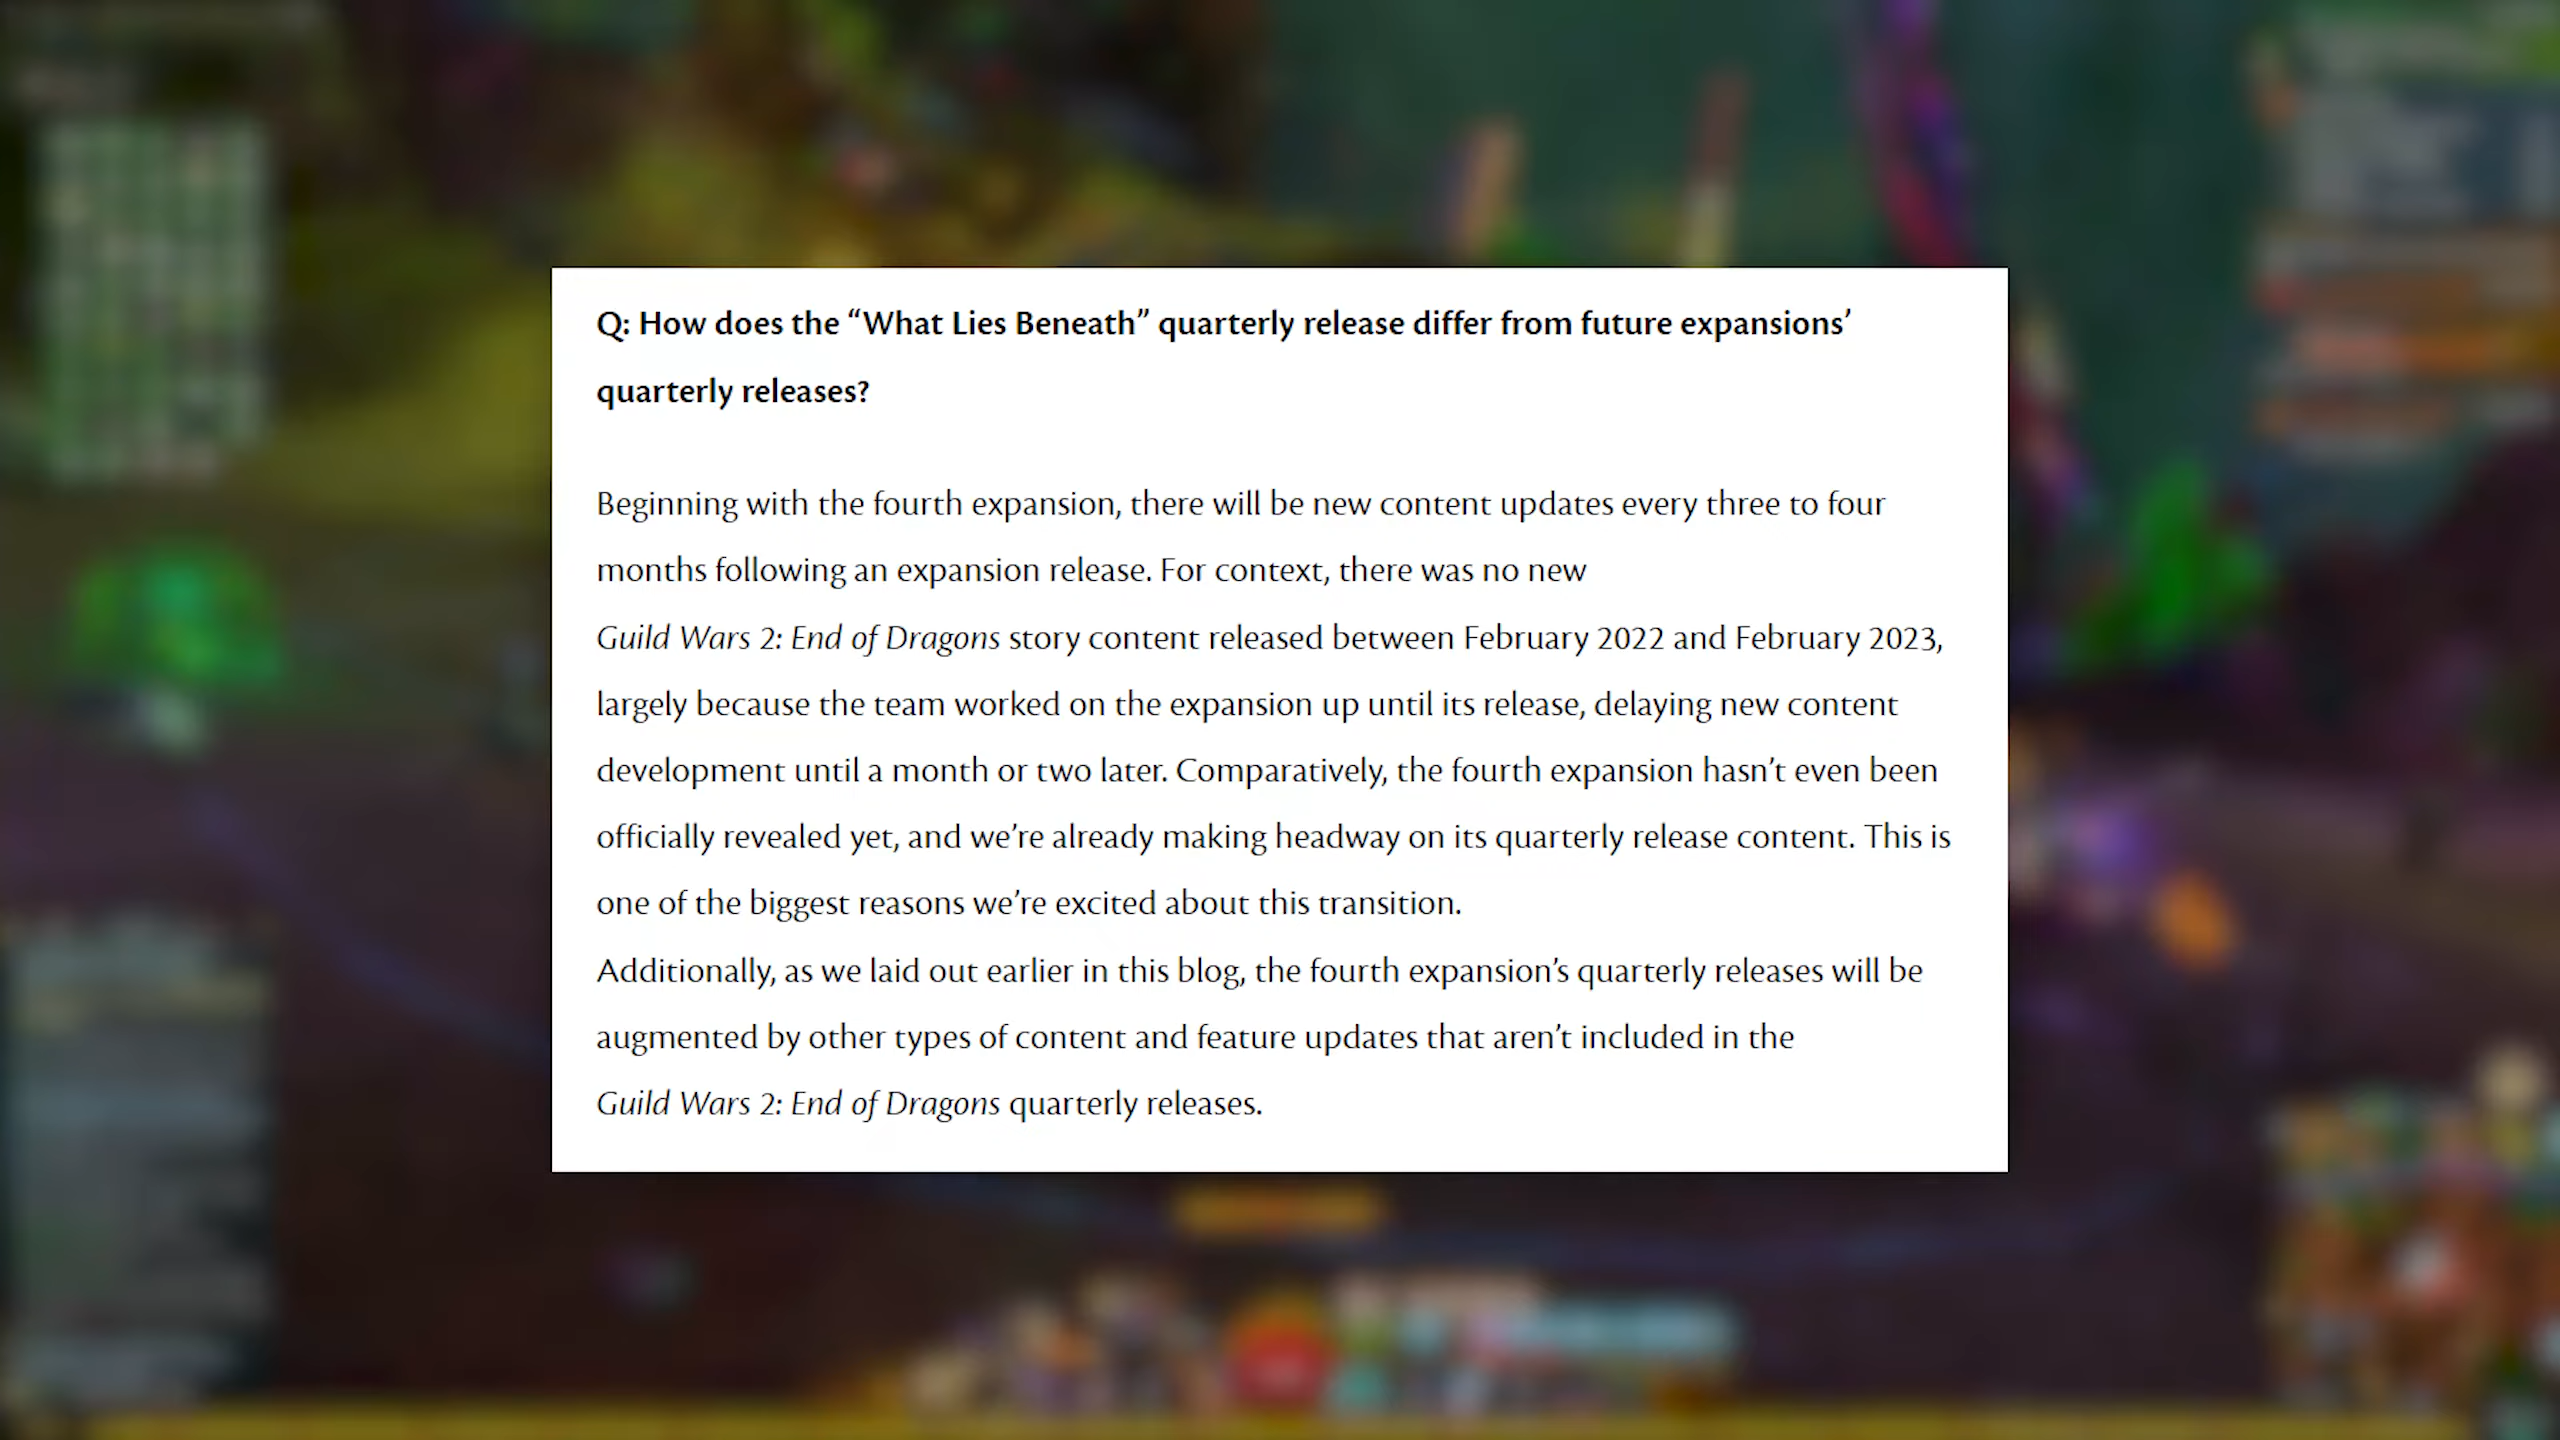 Q: How does the “What Lies Beneath” quarterly release differ from future expansions’
quarterly releases?
Beginning with the fourth expansion, there will be new content updates every three to four
months following an expansion release. For context, there was no new
Guild Wars 2: End of Dragons story content released between February 2022 and February 2023,
largely because the team worked on the expansion up until its release, delaying new content
development until a month or two later. Comparatively, the fourth expansion hasn’t even been
officially revealed yet, and we’re already making headway on its quarterly release content. This is
one of the biggest reasons we’re excited about this transition.
Additionally, as we laid out earlier in this blog, the fourth expansion’s quarterly releases will be
augmented by other types of content and feature updates that aren’t included in the
Guild Wars 2: End of Dragons quarterly releases.